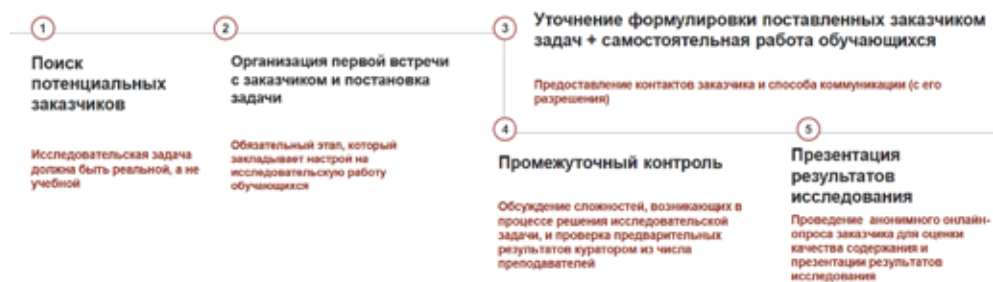 1
Поиск
потенциальных
заказчиков
Исследовательская задача
должна быть реальной, а не
учебной
2
Организация первой встречи
с заказчиком и постановка
задачи
Обязательный этап, который
закладывает настрой на
исследовательскую работу
обучающихся
3
Уточнение формулировки поставленных заказчиком
задач + самостоятельная работа обучающихся
Предоставление контактов заказчика и способа коммуникации (с его
разрешения)
4
Промежуточный контроль
Обсуждение сложностей, возникающих в
процессе решения исследовательской
задачи, и проверка предварительных
результатов куратором из числа
преподавателей
5
Презентация
результатов
исследования
Проведение анонимного онлайн-
опроса заказчика для оценки
качества содержания и
презентации результатов
исследования